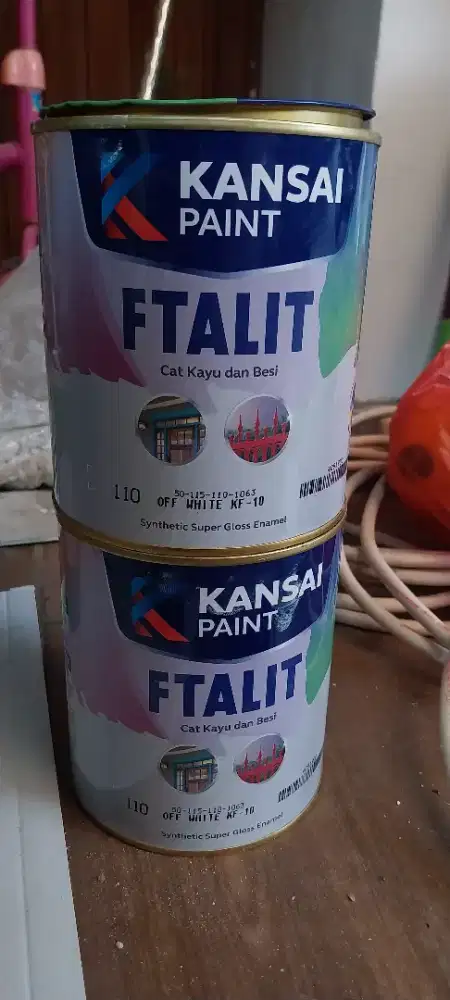 KANSAI
PAINT
FTALIT
Cat Kayu dan Besi
50-115-110-1063
110 OFF WHITE KF-10
Synthetic Super Gloss Enamel
KANSAI
PAINT
FTALIT
Cat Kayu dan Besi
50-115-110-1063
110 OFF WHITE KF-10
Synthetic Super Gloss Enamel